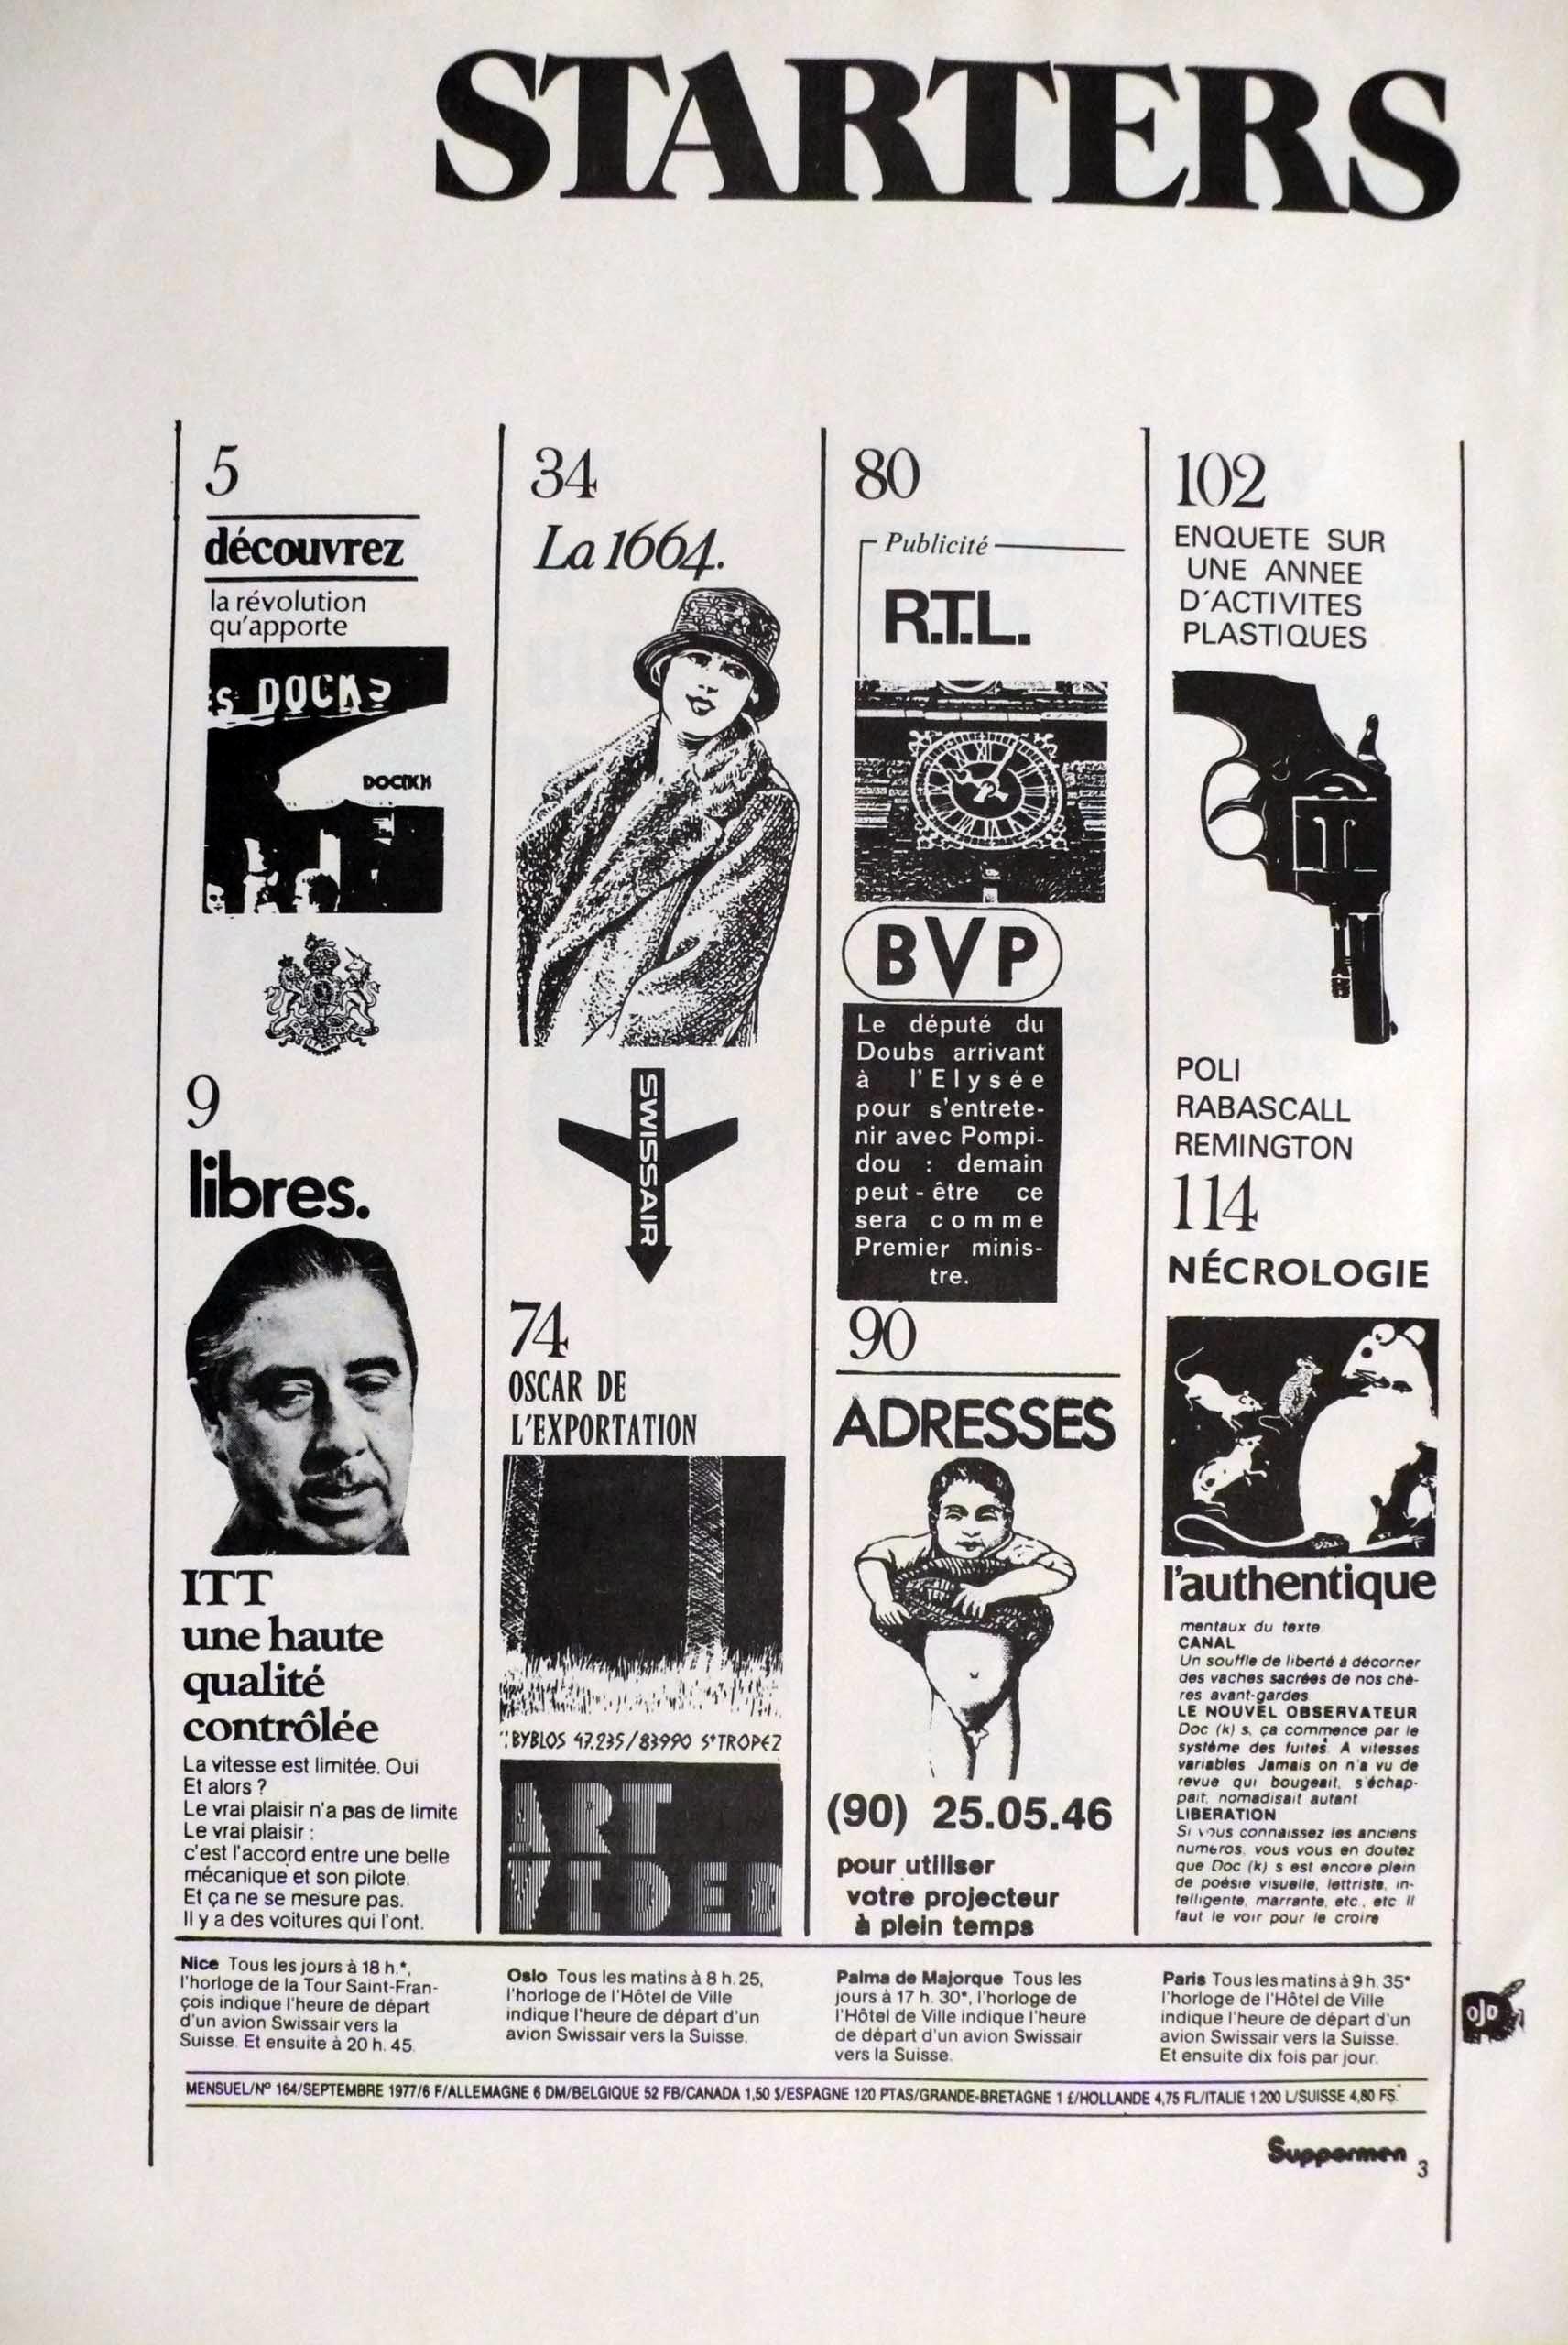 STARTERS
5
découvrez
la révolution
qu'apporte
S DOCKS
9
libres.
ITT
une haute
qualité
contrôlée
La vitesse est limitée. Oui
Et alors ?
Le vrai plaisir n'a pas de limite
Le vrai plaisir :
c'est l'accord entre une belle
mécanique et son pilote.
Et ça ne se mesure pas.
Il y a des voitures qui l'ont.
34
La 1664.
SWISSAIR
74
OSCAR DE
L'EXPORTATION
BYBLOS 47.235/83990 St TROPEZ
ART
VIDEO
80
Publicité
R.T.L.
BVP
Le député du
Doubs arrivant
à l'Elysée
pour s'entrete-
nir avec Pompi-
dou : demain
peut-être ce
sera comme
Premier minis-
tre.
90
ADRESSES
(90) 25.05.46
pour utiliser
votre projecteur
à plein temps
102
ENQUETE SUR
UNE ANNEE
D'ACTIVITES
PLASTIQUES
POLI
RABASCALL
REMINGTON
114
NÉCROLOGIE
l'authentique
mentaux du texte
CANAL
Un souffle de liberté à décorner
des vaches sacrées de nos chè-
res avant-gardes
LE NOUVEL OBSERVATEUR
Doc (k) s, ça commence par le
système des fuites. A vitesses
variables Jamais on n'a vu de
revue qui bougeait, s'échap-
pait, nomadisait autant
LIBERATION
Si vous connaissez les anciens
numéros, vous vous en doutez
que Doc (k) s est encore plein
de poésie visuelle, lettriste, in-
telligente, marrante, etc., etc Il
faut le voir pour le croire
Nice Tous les jours à 18 h.*,
l'horloge de la Tour Saint-Fran-
çois indique l'heure de départ
d'un avion Swissair vers la
Suisse. Et ensuite à 20 h. 45.
Oslo Tous les matins à 8 h. 25,
l'horloge de l'Hôtel de Ville
indique l'heure de départ d'un
avion Swissair vers la Suisse.
Palma de Majorque Tous les
jours à 17 h. 30*, l'horloge de
l'Hôtel de Ville indique l'heure
de départ d'un avion Swissair
vers la Suisse.
Paris Tous les matins à 9 h. 35*
l'horloge de l'Hôtel de Ville
indique l'heure de départ d'un
avion Swissair vers la Suisse.
Et ensuite dix fois par jour.
OJD
MENSUEL/N° 164/SEPTEMBRE 1977/6 F/ALLEMAGNE 6 DM/BELGIQUE 52 FB/CANADA 1,50 $/ESPAGNE 120 PTAS/GRANDE-BRETAGNE 1 £/HOLLANDE 4,75 FL/ITALIE 1 200 L/SUISSE 4,80 FS.
Suppormen
3